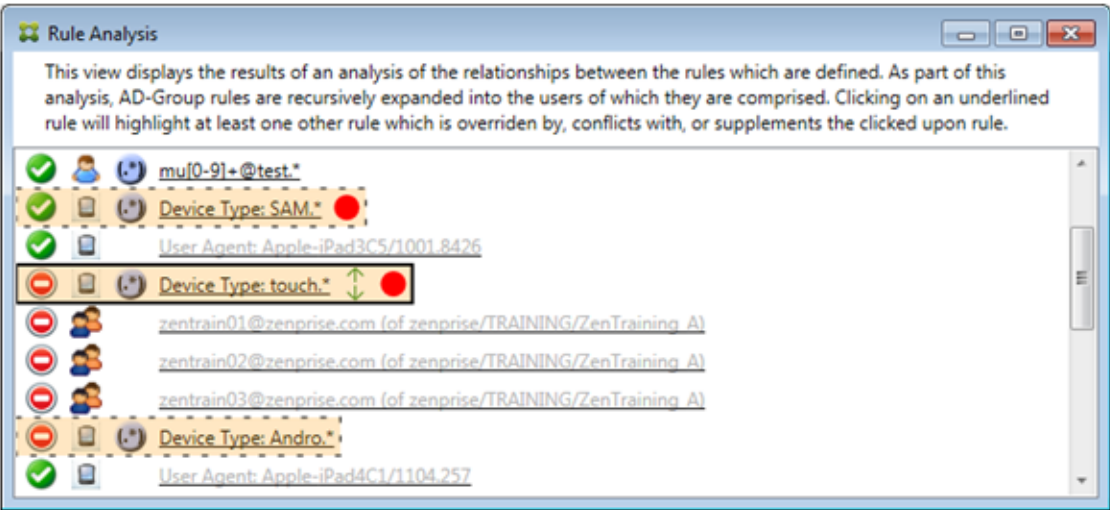 Rule Analysis
This view displays the results of an analysis of the relationships between the rules which are defined. As part of this
analysis, AD-Group rules are recursively expanded into the users of which they are comprised. Clicking on an underlined
rule will highlight at least one other rule which is overriden by, conflicts with, or supplements the clicked upon rule.
(.*) mu[0-9]+@test.*
(.*) Device Type: SAM.*
User Agent: Apple-iPad3C5/1001.8426
(.*) Device Type: touch.*
zentrain01@zenprise.com (of zenprise/TRAINING/ZenTraining_A)
zentrain02@zenprise.com (of zenprise/TRAINING/ZenTraining_A)
zentrain03@zenprise.com (of zenprise/TRAINING/ZenTraining_A)
(.*) Device Type: Andro.*
User Agent: Apple-iPad4C1/1104.257